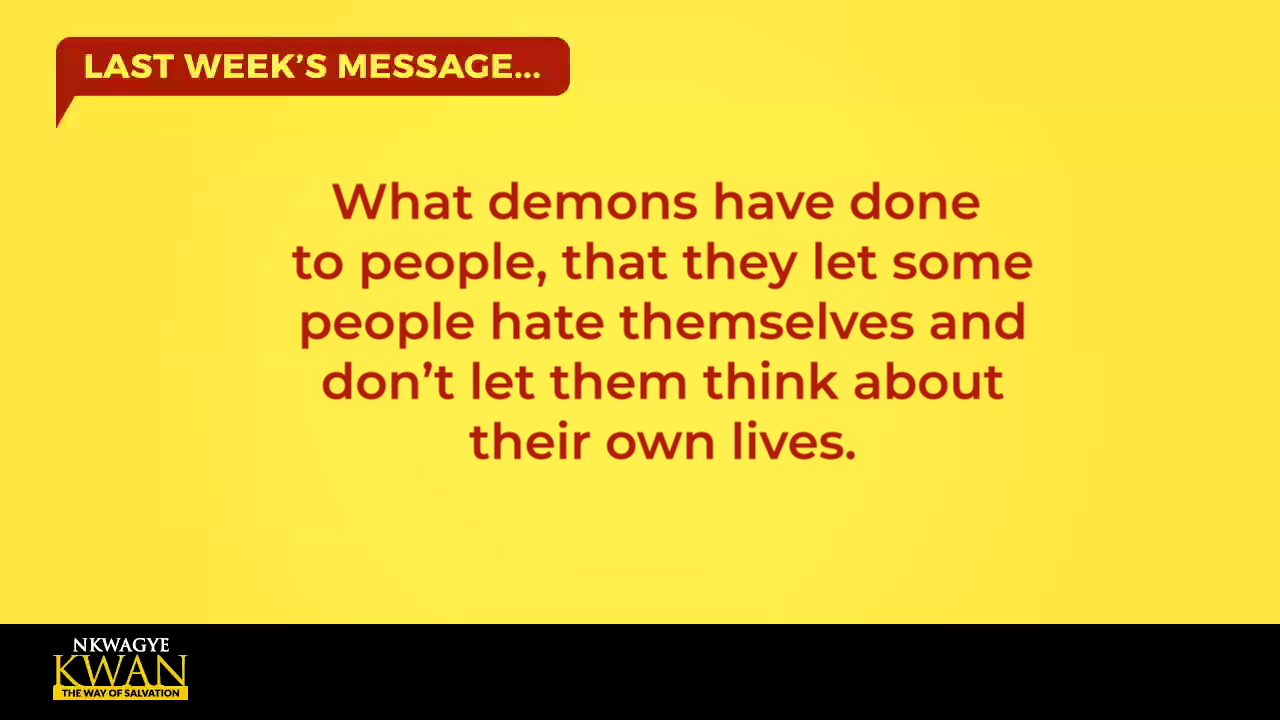 LAST WEEK'S MESSAGE...
What demons have done
to people, that they let some
people hate themselves and
don't let them think about
their own lives.
NKWAGYE
KWAN
THE WAY OF SALVATION